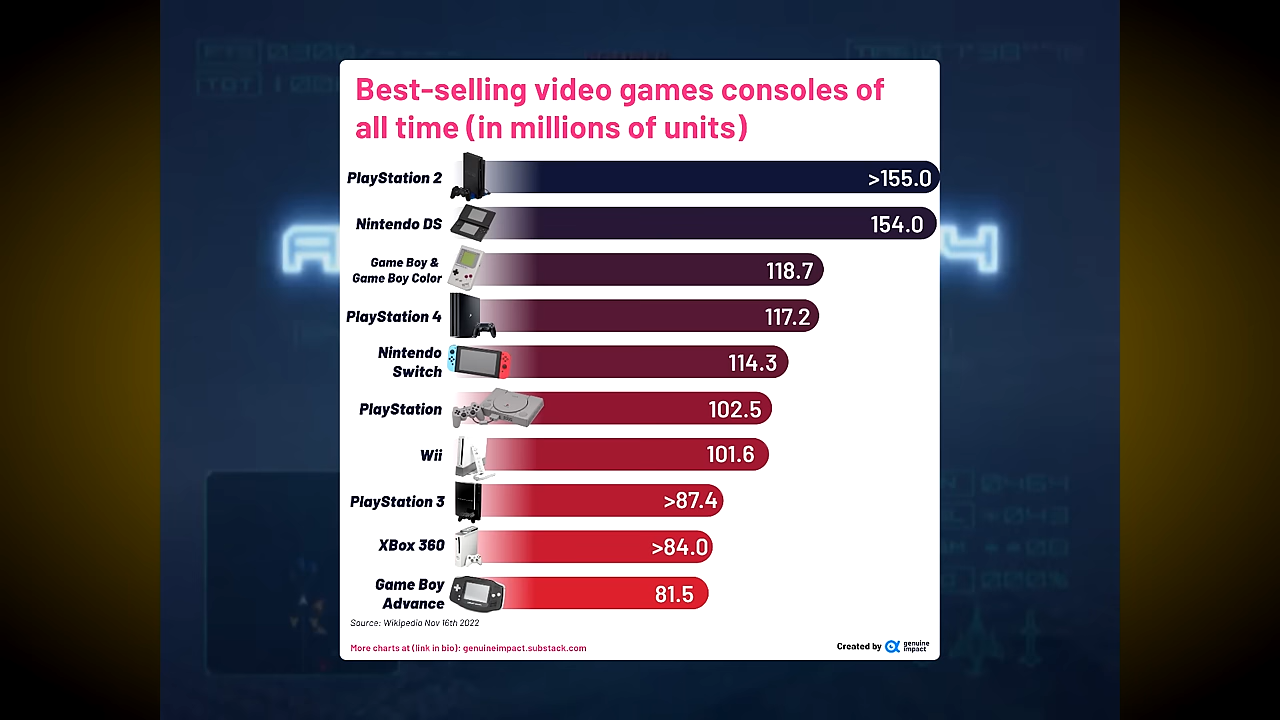 Best-selling video games consoles of
all time (in millions of units)
PlayStation 2
>155.0
Nintendo DS
154.0
Game Boy &
Game Boy Color
118.7
PlayStation 4
117.2
Nintendo
Switch
114.3
PlayStation
102.5
Wii
101.6
PlayStation 3
>87.4
XBox 360
>84.0
Game Boy
Advance
81.5
Source: Wikipedia Nov 16th 2022
More charts at (link in bio): genuineimpact.substack.com
Created by
genuine
impact